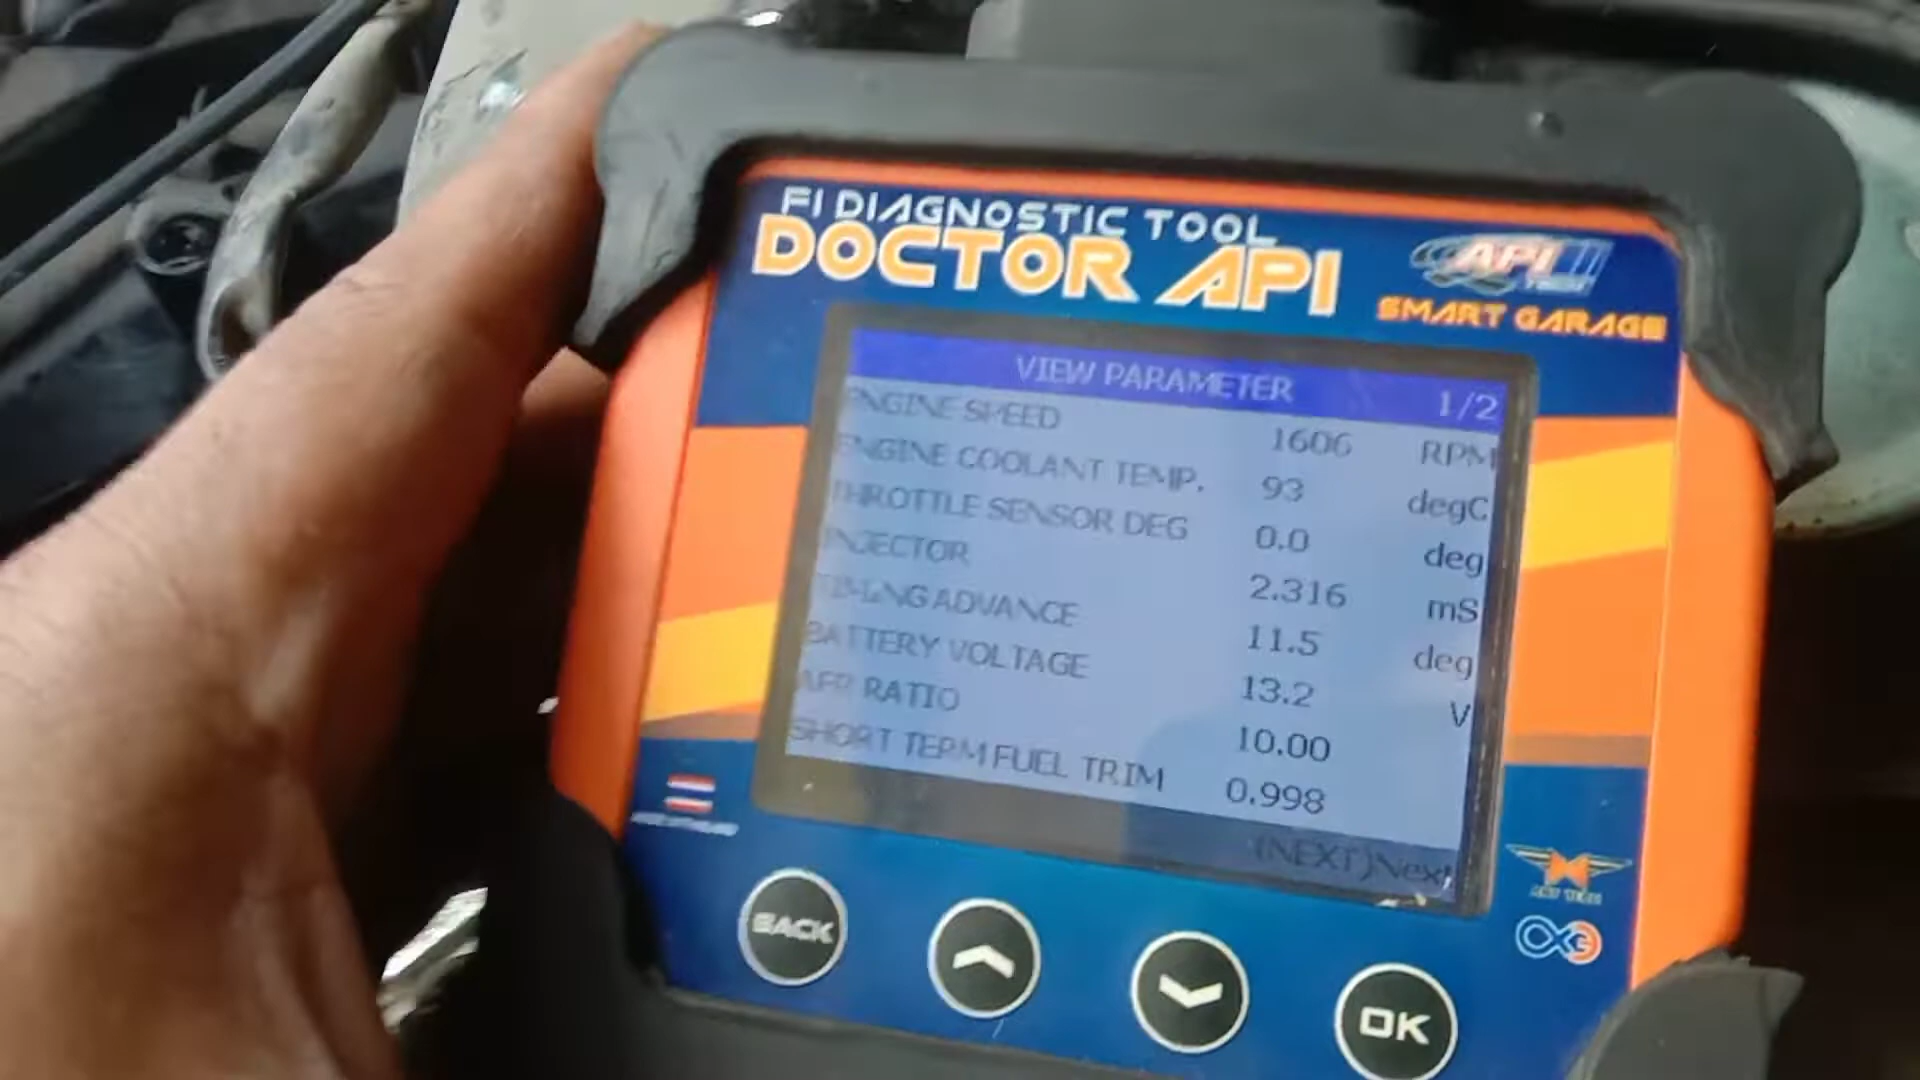 FI DIAGNOSTIC TOOL
DOCTOR API
API
SMART GARAGE
VIEW PARAMETER 1/2
ENGINE SPEED 1606 RPM
ENGINE COOLANT TEMP. 93 degC
THROTTLE SENSOR DEG 0.0 deg
INJECTOR 2.316 mS
TIMING ADVANCE 11.5 deg
BATTERY VOLTAGE 13.2 V
AFR RATIO 10.00
SHORT TERM FUEL TRIM 0.998
(NEXT)Next
BACK
OK